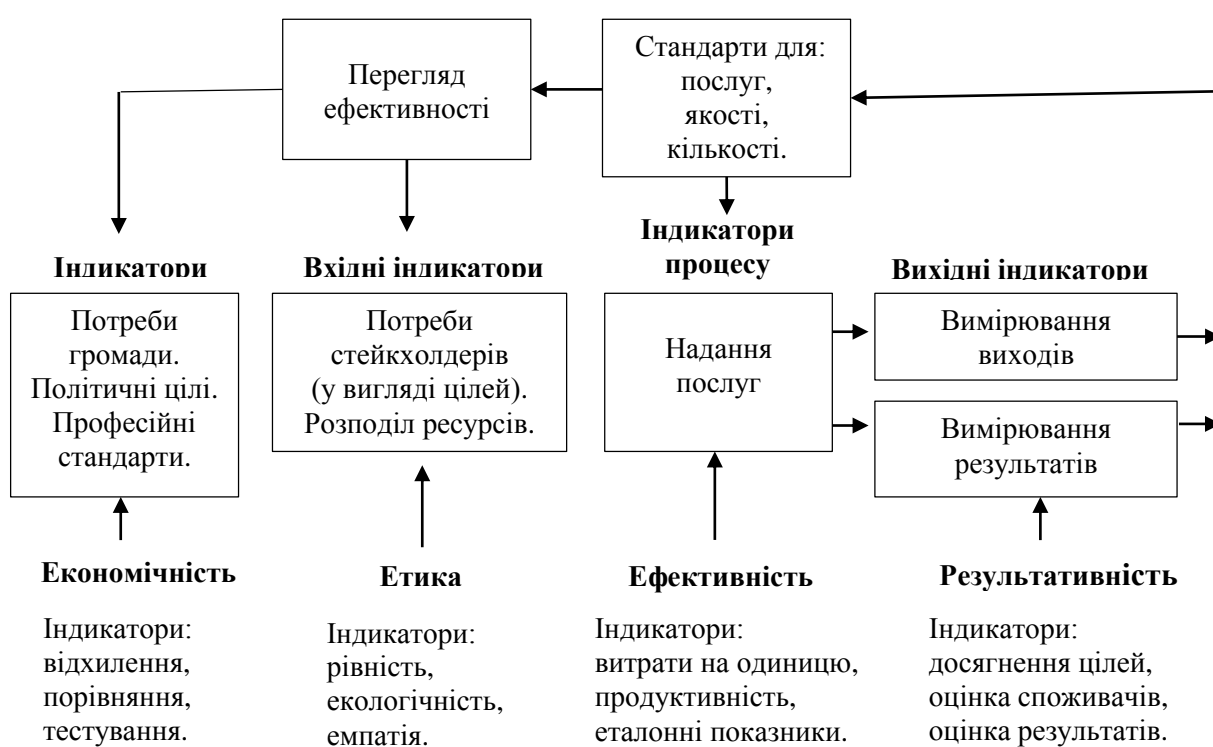 Перегляд
ефективності
Стандарти для:
послуг,
якості,
кількості.
Індикатори
Вхідні індикатори
Індикатори
процесу
Вихідні індикатори
Потреби
громади.
Політичні цілі.
Професійні
стандарти.
Потреби
стейкхолдерів
(у вигляді цілей).
Розподіл ресурсів.
Надання
послуг
Вимірювання
виходів
Вимірювання
результатів
Економічність
Етика
Ефективність
Результативність
Індикатори:
відхилення,
порівняння,
тестування.
Індикатори:
рівність,
екологічність,
емпатія.
Індикатори:
витрати на одиницю,
продуктивність,
еталонні показники.
Індикатори:
досягнення цілей,
оцінка споживачів,
оцінка результатів.